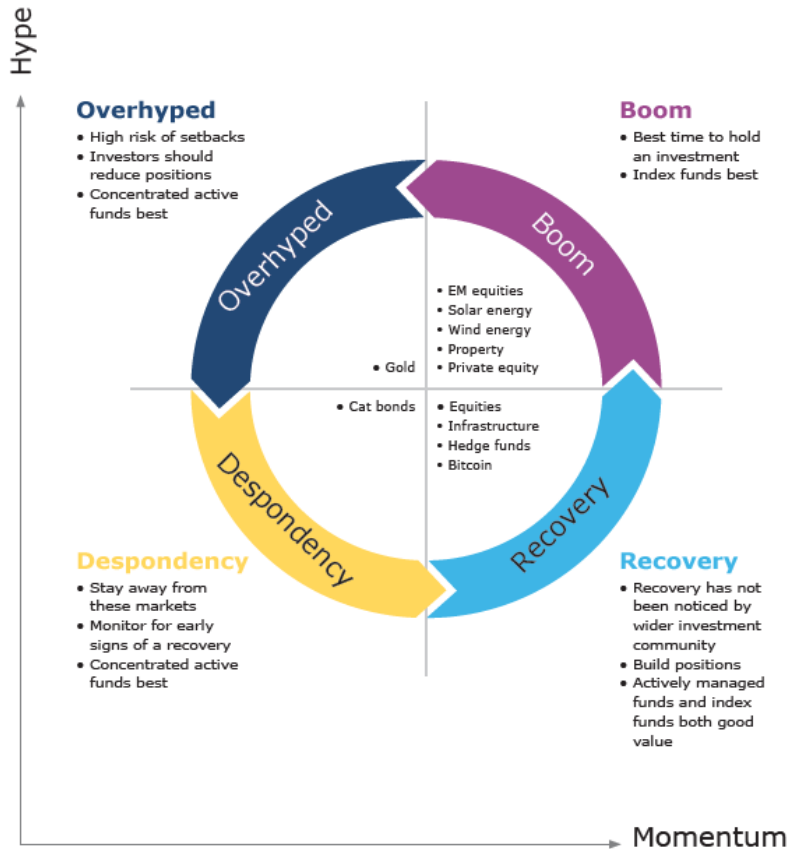 Hype
Overhyped
• High risk of setbacks
• Investors should
reduce positions
• Concentrated active
funds best
Boom
• Best time to hold
an investment
• Index funds best
Overhyped
Boom
• EM equities
• Solar energy
• Wind energy
• Property
• Private equity
• Gold
• Cat bonds
• Equities
• Infrastructure
• Hedge funds
• Bitcoin
Despondency
Recovery
Despondency
• Stay away from
these markets
• Monitor for early
signs of a recovery
• Concentrated active
funds best
Recovery
• Recovery has not
been noticed by
wider investment
community
• Build positions
• Actively managed
funds and index
funds both good
value
Momentum